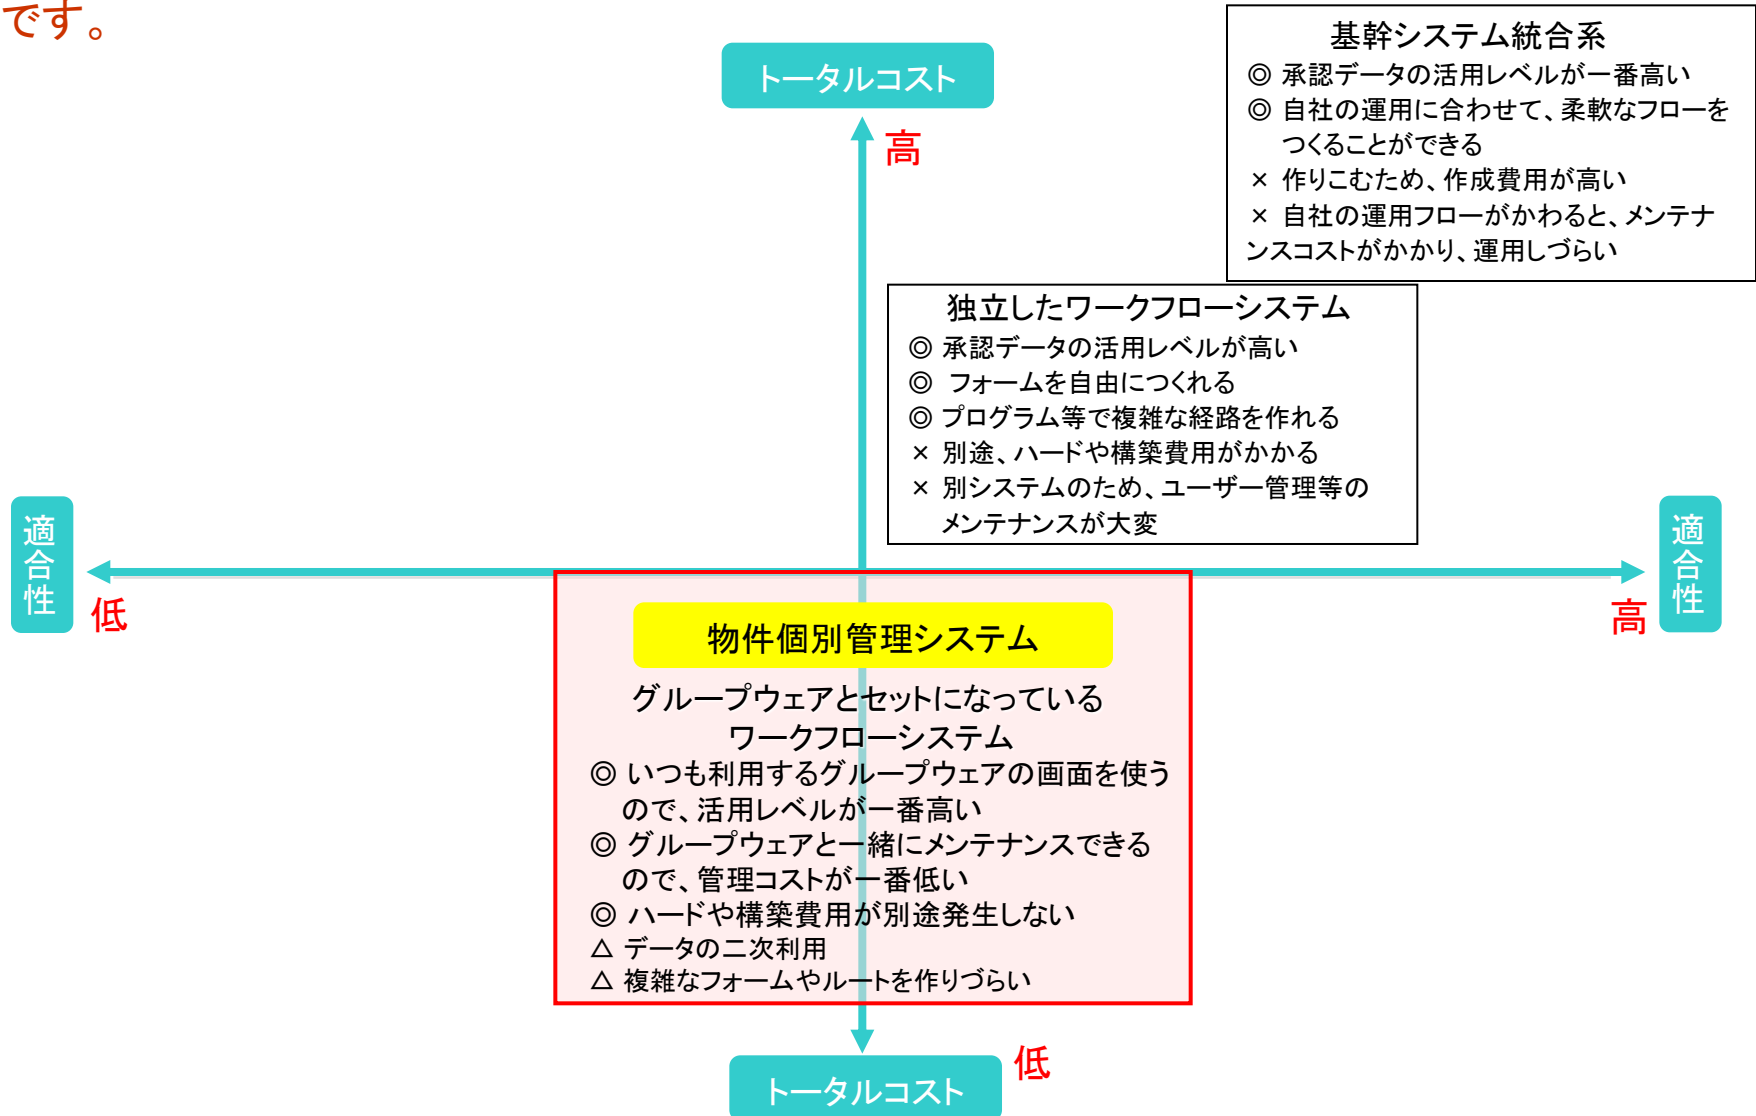 です。
トータルコスト
高
基幹システム統合系
◎ 承認データの活用レベルが一番高い
◎ 自社の運用に合わせて、柔軟なフローを
つくることができる
× 作りこむため、作成費用が高い
× 自社の運用フローがかわると、メンテナ
ンスコストがかかり、運用しづらい
独立したワークフローシステム
◎ 承認データの活用レベルが高い
◎ フォームを自由につくれる
◎ プログラム等で複雑な経路を作れる
× 別途、ハードや構築費用がかかる
× 別システムのため、ユーザー管理等の
メンテナンスが大変
適合性
低
適合性
高
物件個別管理システム
グループウェアとセットになっている
ワークフローシステム
◎ いつも利用するグループウェアの画面を使う
ので、活用レベルが一番高い
◎ グループウェアと一緒にメンテナンスできる
ので、管理コストが一番低い
◎ ハードや構築費用が別途発生しない
△ データの二次利用
△ 複雑なフォームやルートを作りづらい
低
トータルコスト